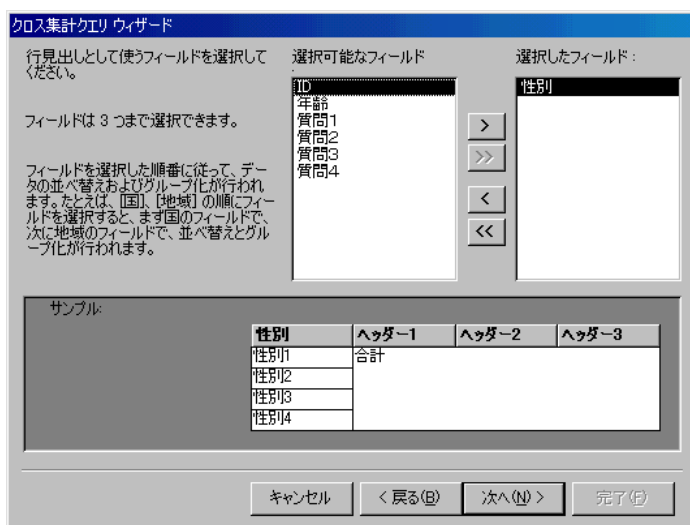 クロス集計クエリ ウィザード
行見出しとして使うフィールドを選択して
ください。
フィールドは 3 つまで選択できます。
フィールドを選択した順番に従って、デー
タの並べ替えおよびグループ化が行われ
ます。たとえば、[国]、[地域] の順にフィー
ルドを選択すると、まず国のフィールドで、
次に地域のフィールドで、並べ替えとグル
ープ化が行われます。
選択可能なフィールド
:
ID
年齢
質問1
質問2
質問3
質問4
>
>>
<
<<
選択したフィールド :
性別
サンプル:
性別 ヘッダー1 ヘッダー2 ヘッダー3
性別1 合計
性別2
性別3
性別4
キャンセル < 戻る(B) 次へ(N) > 完了(F)